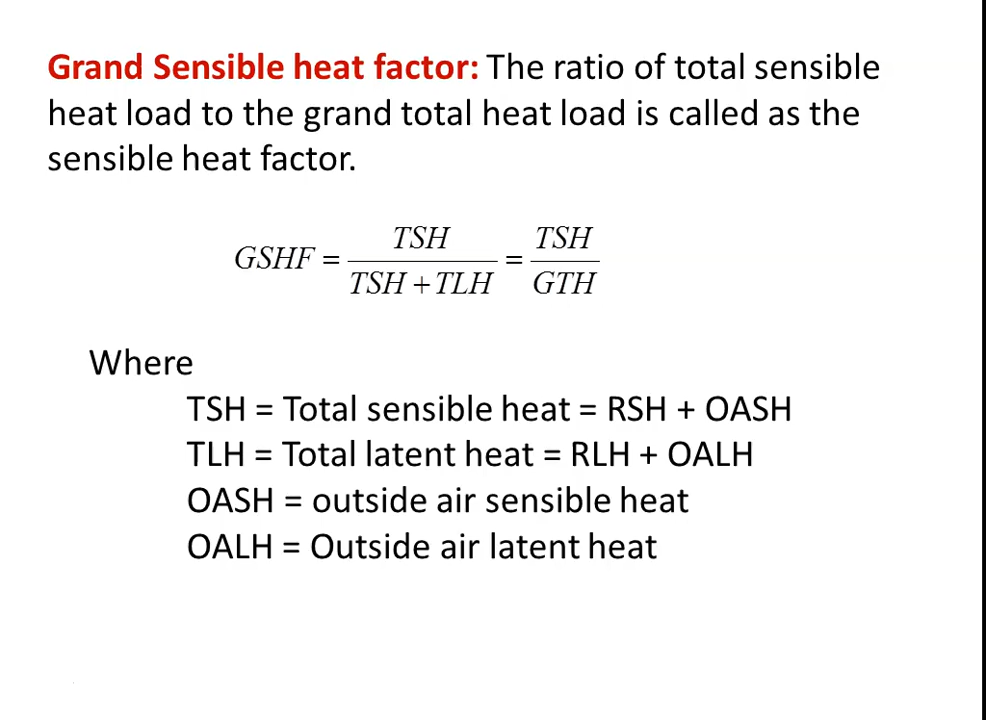 Grand Sensible heat factor: The ratio of total sensible
heat load to the grand total heat load is called as the
sensible heat factor.
GSHF = TSH / (TSH + TLH) = TSH / GTH
Where
TSH = Total sensible heat = RSH + OASH
TLH = Total latent heat = RLH + OALH
OASH = outside air sensible heat
OALH = Outside air latent heat